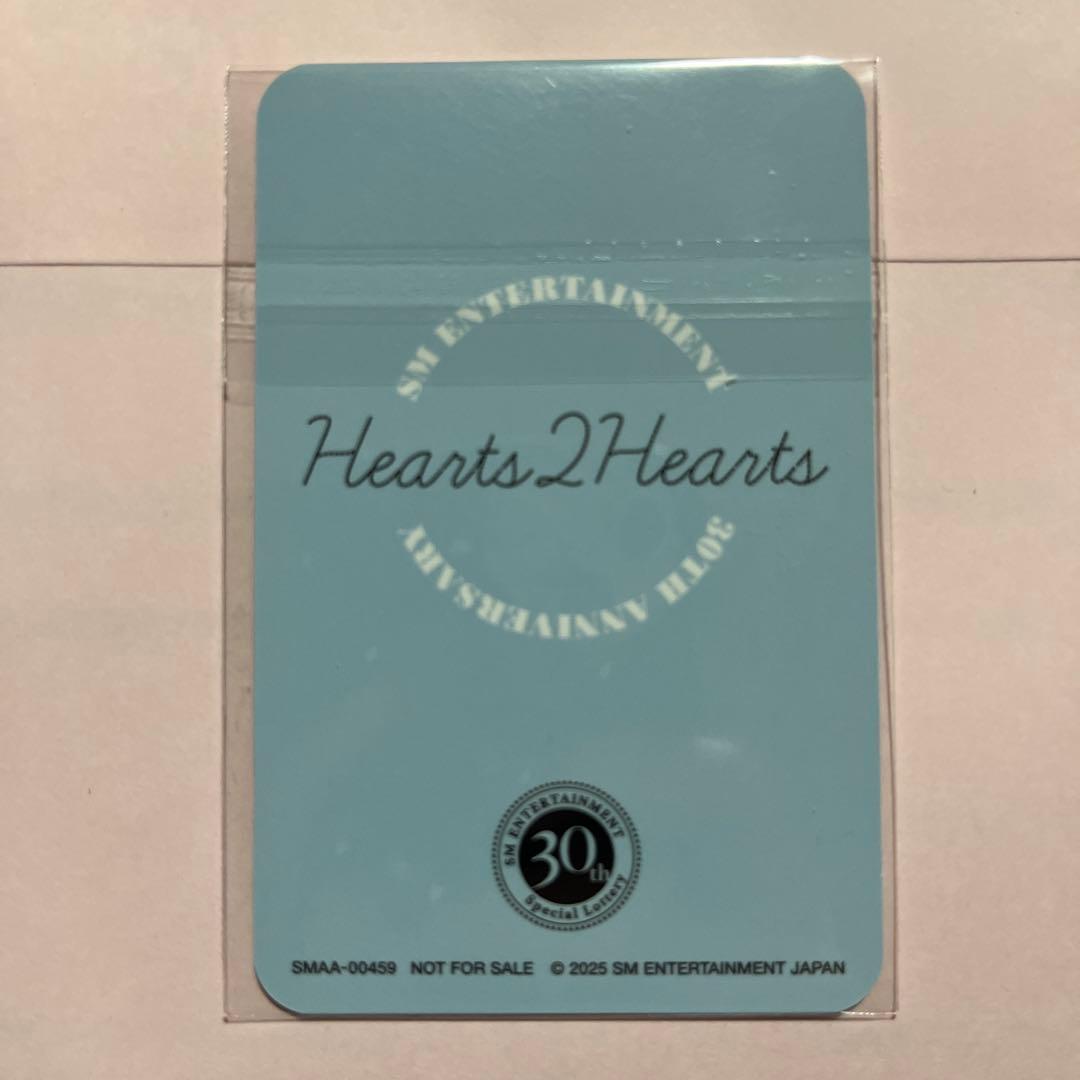 SM ENTERTAINMENT
Hearts2Hearts
30TH ANNIVERSARY
SM ENTERTAINMENT
30th
Special Lottery
SMAA-00459 NOT FOR SALE © 2025 SM ENTERTAINMENT JAPAN